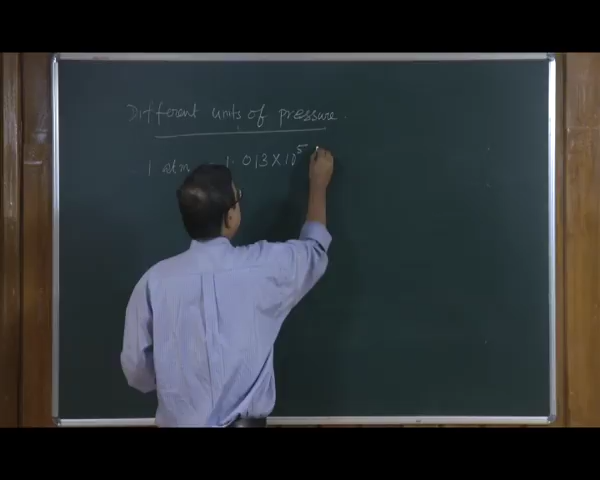 Different units of pressure.
1 atm 1.013 X 10⁵